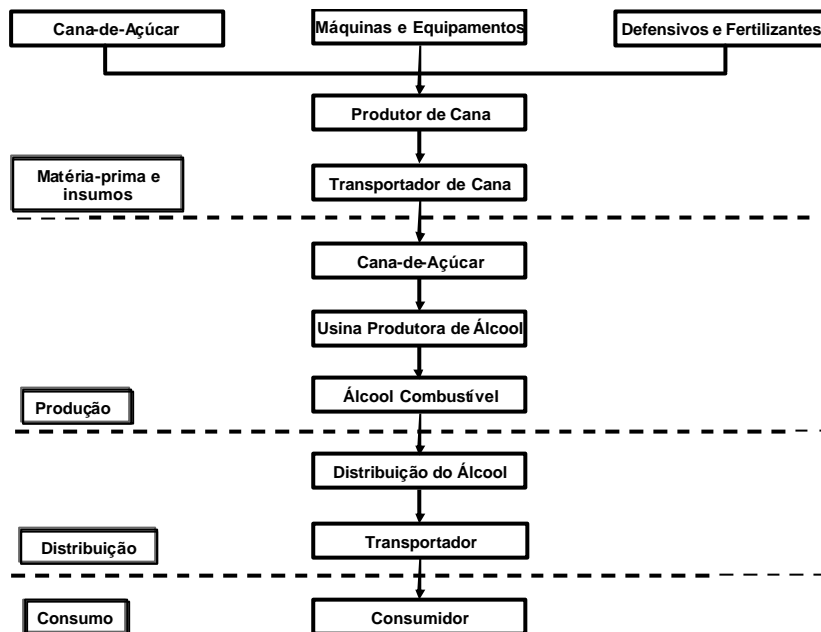 Cana-de-Açúcar
Máquinas e Equipamentos
Defensivos e Fertilizantes
Produtor de Cana
Matéria-prima e
insumos
Transportador de Cana
Cana-de-Açúcar
Usina Produtora de Álcool
Álcool Combustível
Produção
Distribuição do Álcool
Distribuição
Transportador
Consumo
Consumidor